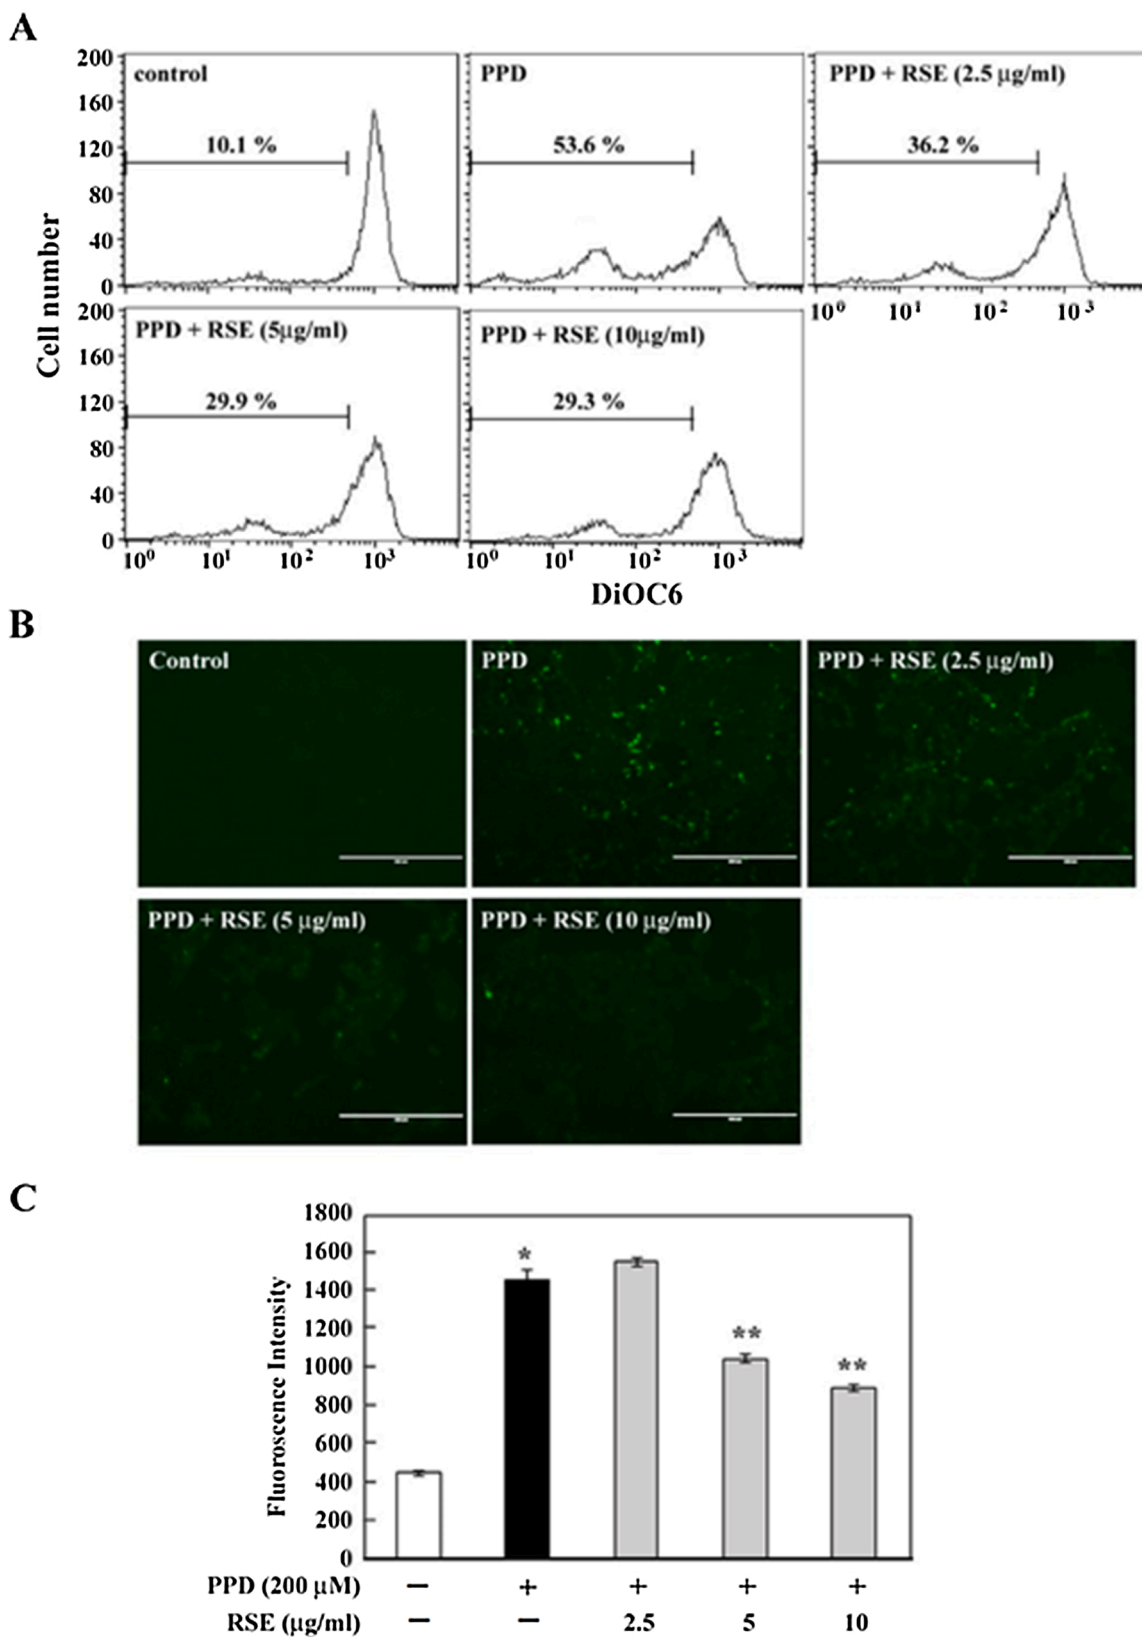 A
200
160
120
80
40
0
control
10.1 %
PPD
53.6 %
PPD + RSE (2.5 μg/ml)
36.2 %
10⁰ 10¹ 10² 10³
Cell number
200
160
120
80
40
0
PPD + RSE (5μg/ml)
29.9 %
10⁰ 10¹ 10² 10³
PPD + RSE (10μg/ml)
29.3 %
10⁰ 10¹ 10² 10³
DiOC6
B
Control
PPD
PPD + RSE (2.5 μg/ml)
PPD + RSE (5 μg/ml)
PPD + RSE (10 μg/ml)
C
Fluoroscence Intensity
1800
1600
1400
1200
1000
800
600
400
200
0
*
**
**
PPD (200 μM) − + + + +
RSE (μg/ml) − − 2.5 5 10